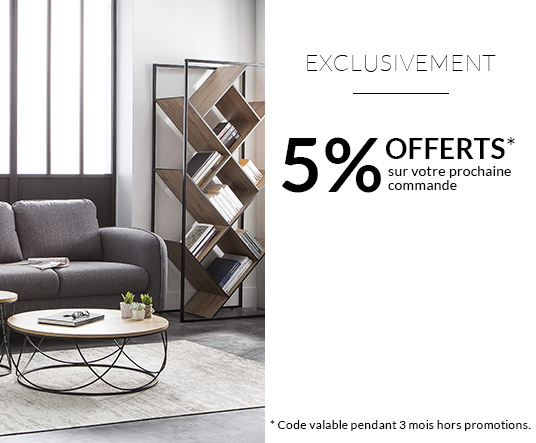 EXCLUSIVEMENT
5% OFFERTS*
sur votre prochaine
commande
* Code valable pendant 3 mois hors promotions.